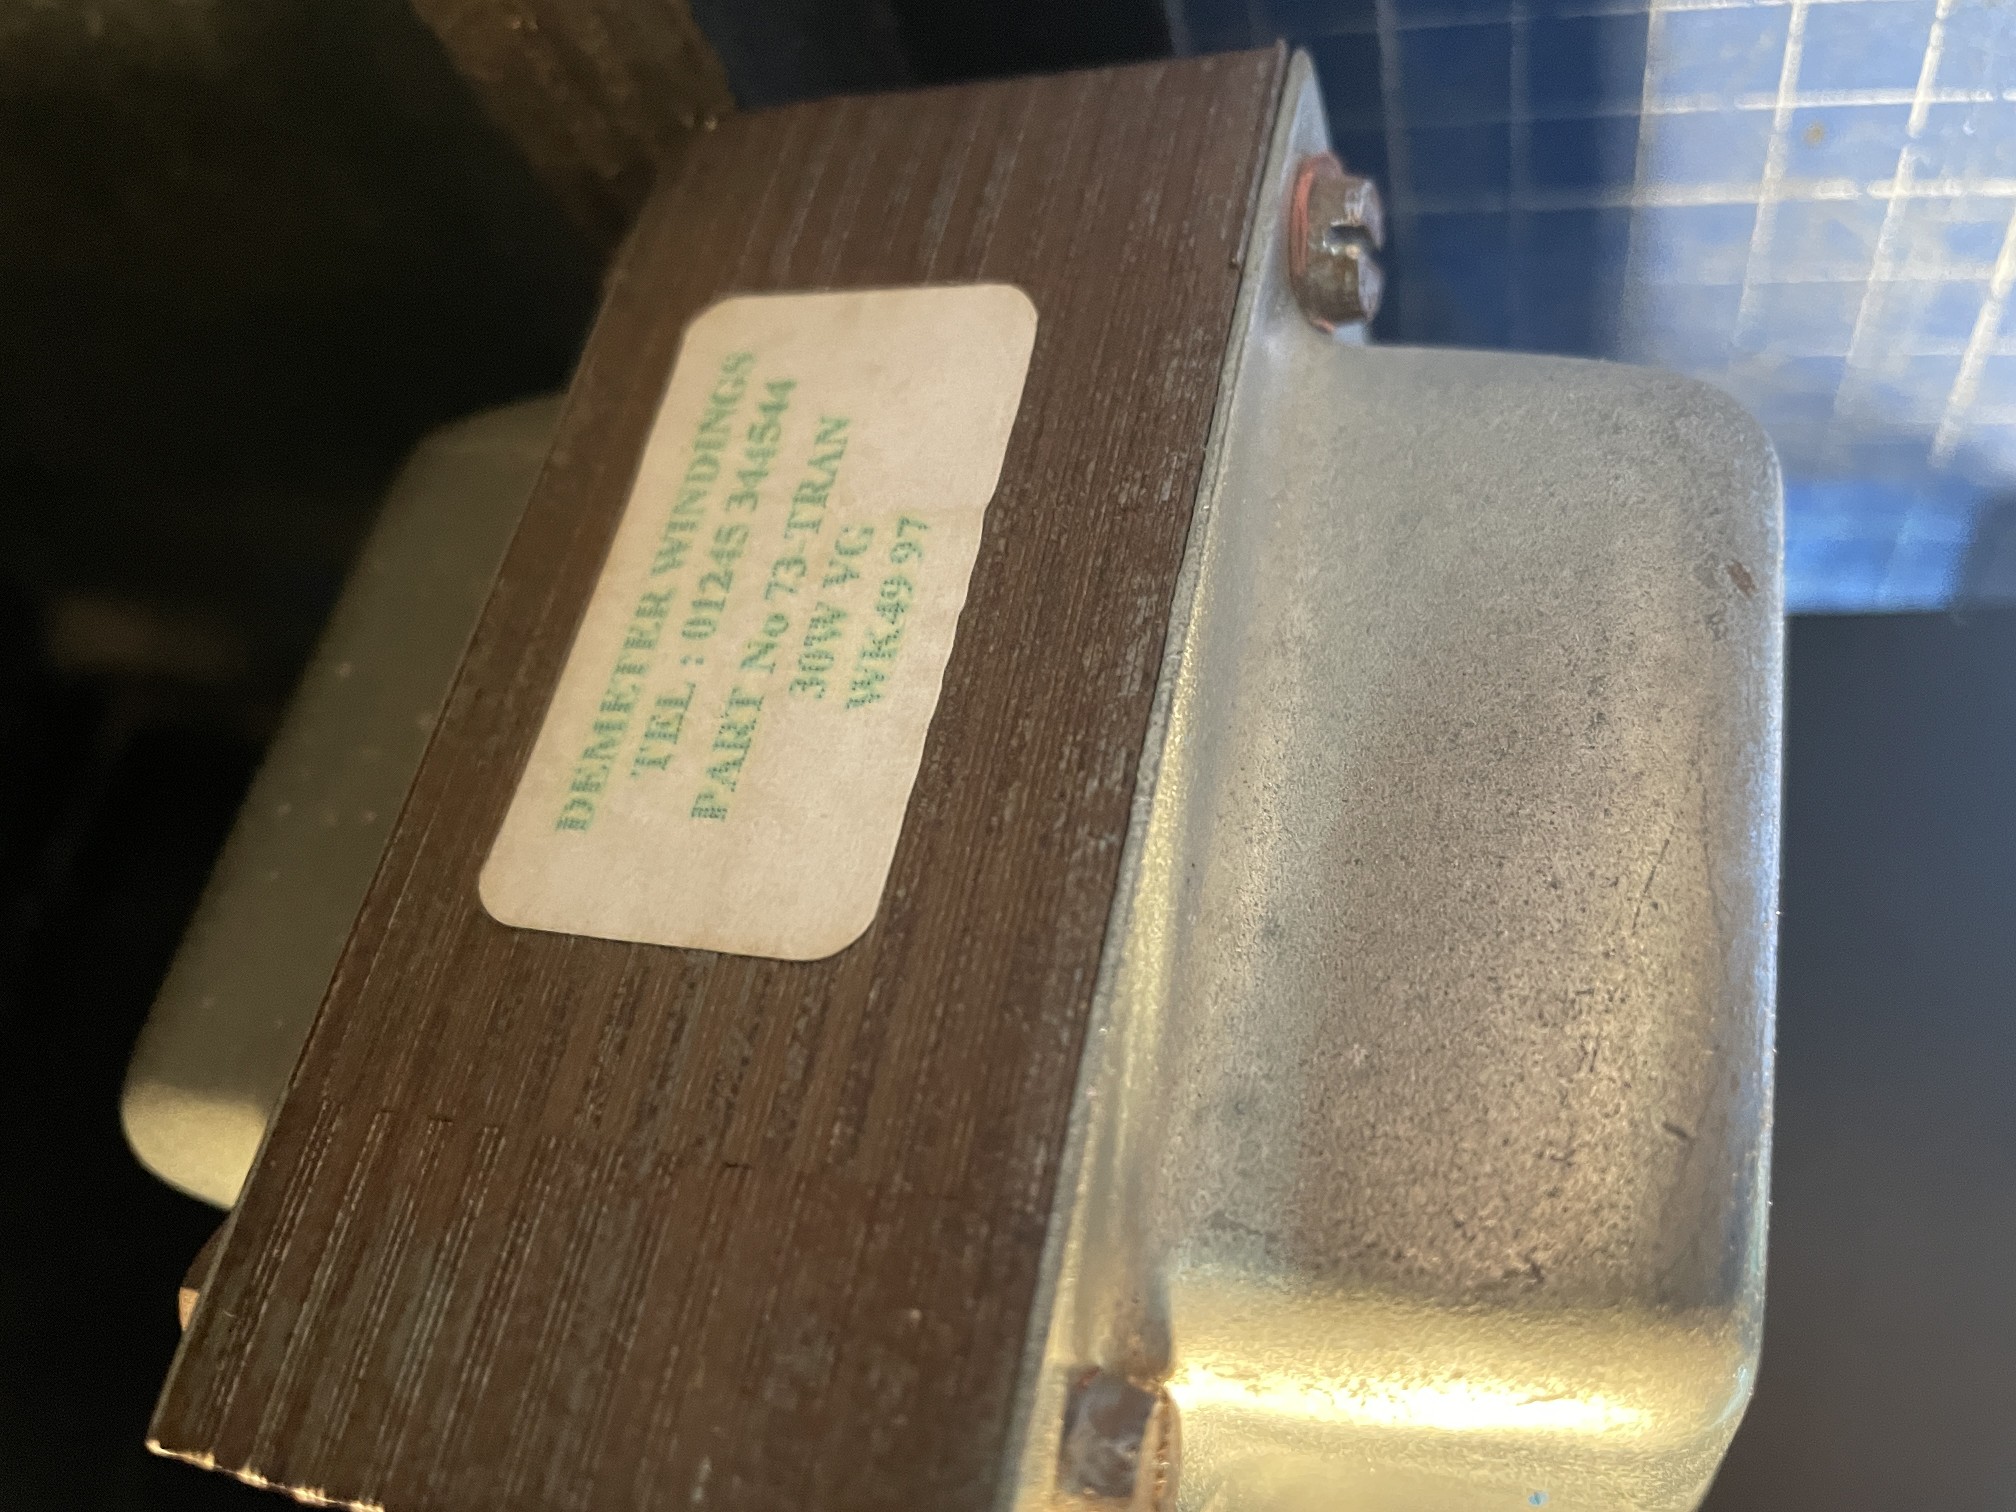 DEMETER WINDINGS
TEL : 01245 344544
PART No 73-TRAN
30W VG
WK49 97